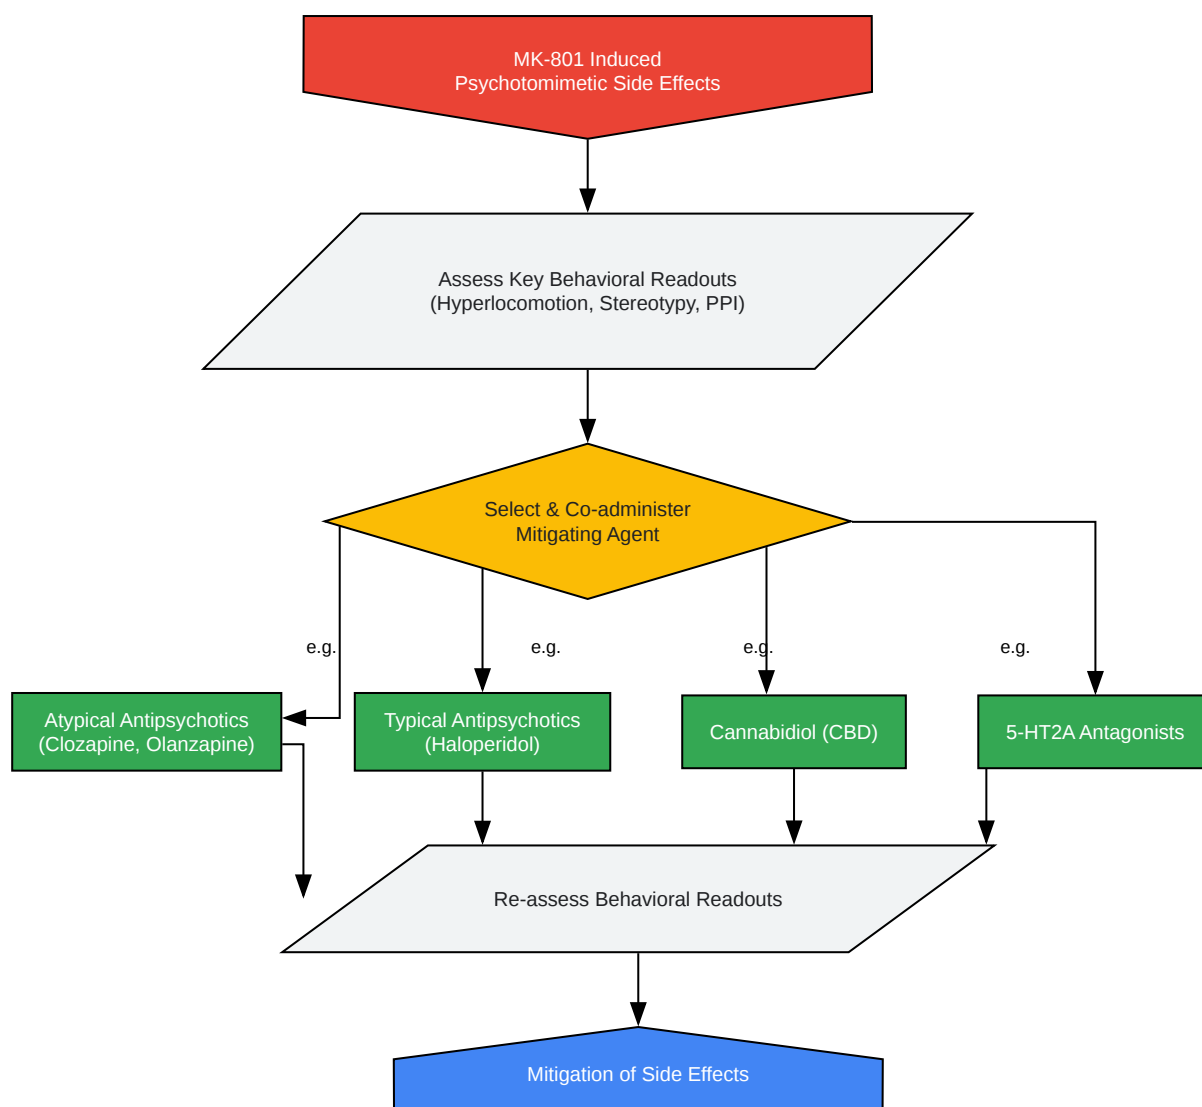 MK-801 Induced
Psychotomimetic Side Effects
Assess Key Behavioral Readouts
(Hyperlocomotion, Stereotypy, PPI)
Select & Co-administer
Mitigating Agent
e.g.
e.g.
e.g.
e.g.
Atypical Antipsychotics
(Clozapine, Olanzapine)
Typical Antipsychotics
(Haloperidol)
Cannabidiol (CBD)
5-HT2A Antagonists
Re-assess Behavioral Readouts
Mitigation of Side Effects